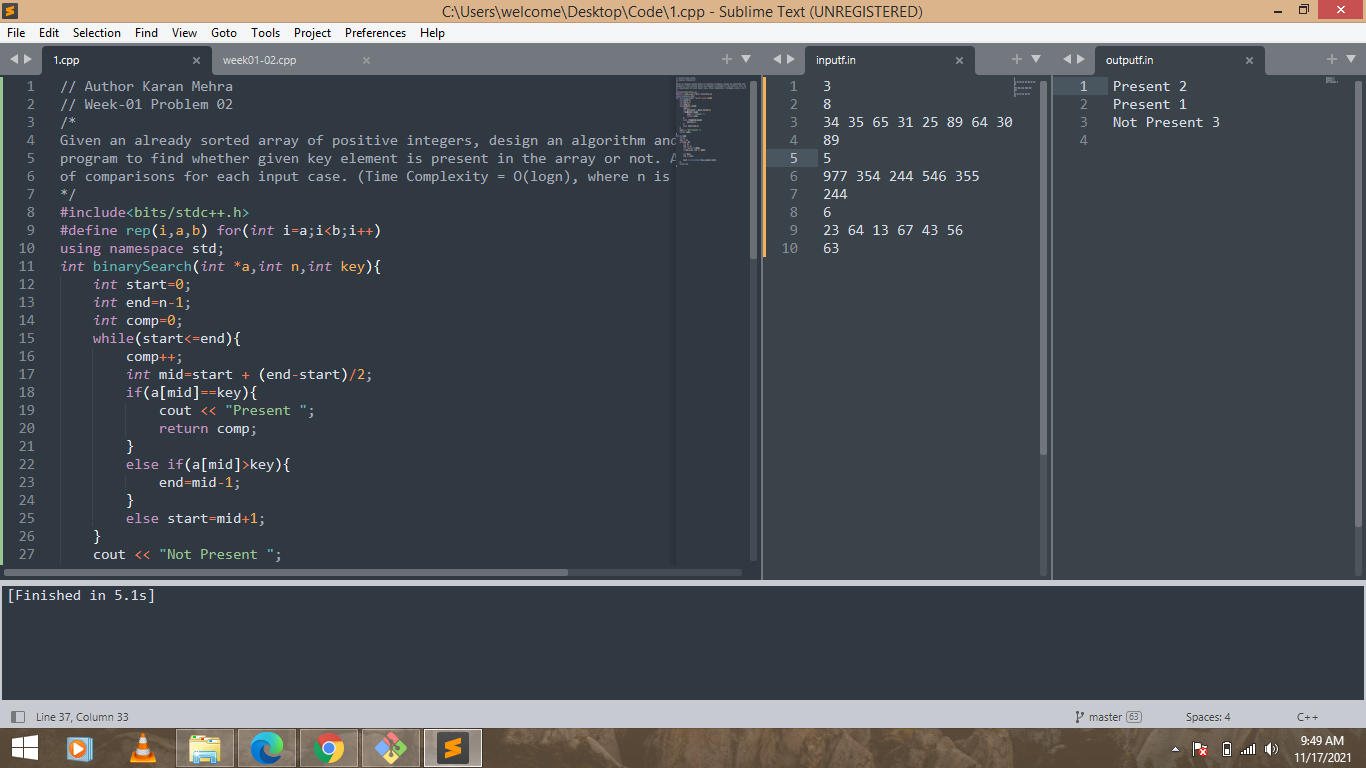 C:\Users\welcome\Desktop\Code\1.cpp - Sublime Text (UNREGISTERED)
File Edit Selection Find View Goto Tools Project Preferences Help
1.cpp
week01-02.cpp
1 // Author Karan Mehra
2 // Week-01 Problem 02
3 /*
4 Given an already sorted array of positive integers, design an algorithm and
5 program to find whether given key element is present in the array or not. A
6 of comparisons for each input case. (Time Complexity = O(logn), where n is
7 */
8 #include<bits/stdc++.h>
9 #define rep(i,a,b) for(int i=a;i<b;i++)
10 using namespace std;
11 int binarySearch(int *a,int n,int key){
12 int start=0;
13 int end=n-1;
14 int comp=0;
15 while(start<=end){
16 comp++;
17 int mid=start + (end-start)/2;
18 if(a[mid]==key){
19 cout << "Present ";
20 return comp;
21 }
22 else if(a[mid]>key){
23 end=mid-1;
24 }
25 else start=mid+1;
26 }
27 cout << "Not Present ";
inputf.in
1 3
2 8
3 34 35 65 31 25 89 64 30
4 89
5 5
6 977 354 244 546 355
7 244
8 6
9 23 64 13 67 43 56
10 63
outputf.in
1 Present 2
2 Present 1
3 Not Present 3
4
[Finished in 5.1s]
Line 37, Column 33
master 63
Spaces: 4
C++
9:49 AM
11/17/2021